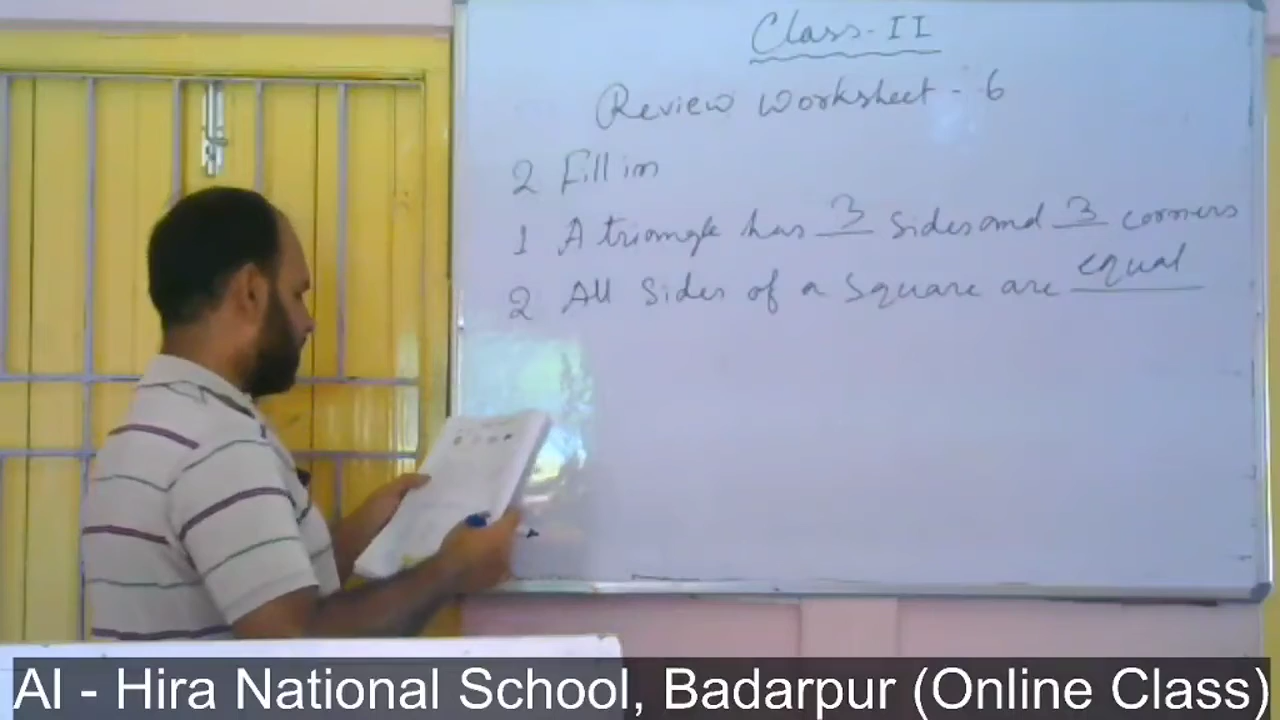 Class-II
Review Worksheet - 6
2 Fill in
1 A triangle has 3 Sides and 3 corners
2 All Sides of a Square are equal
Al - Hira National School, Badarpur (Online Class)